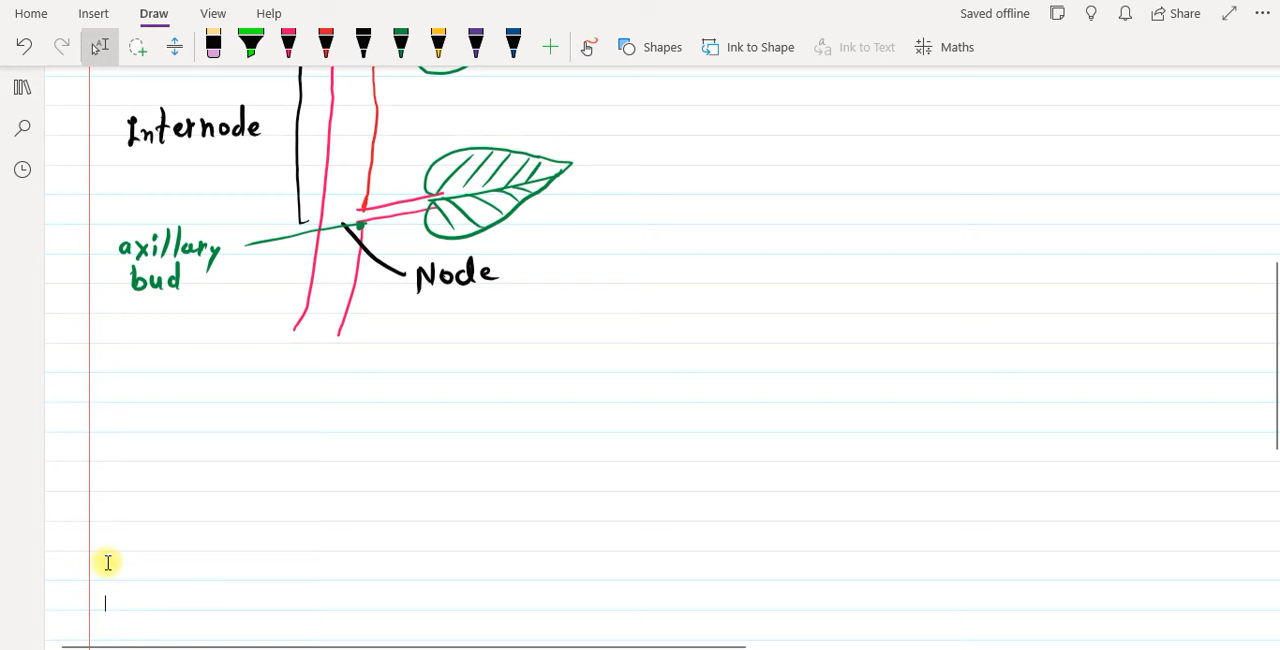 Home Insert Draw View Help Saved offline Share
Shapes Ink to Shape Ink to Text Maths
Internode
axillary
bud
Node